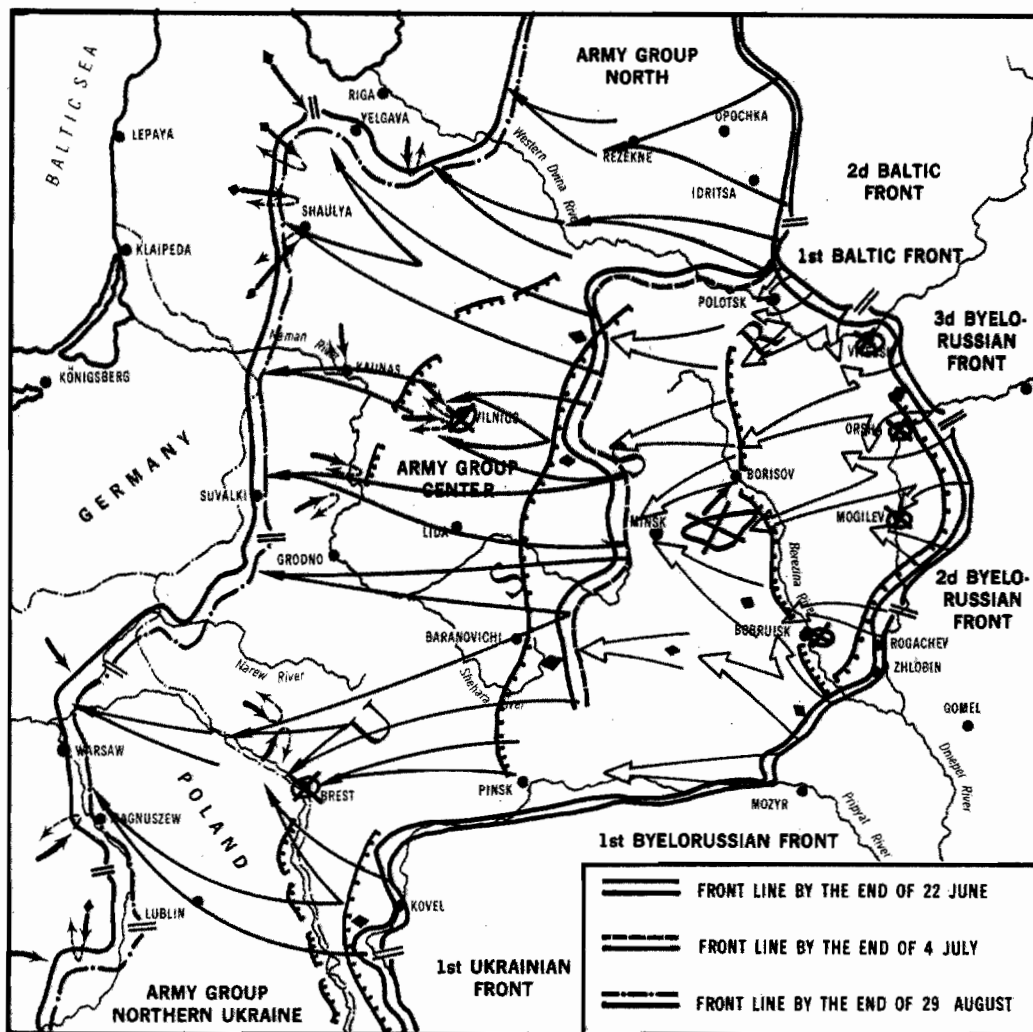 BALTIC SEA
ARMY GROUP
NORTH
RIGA
YELGAVA
LEPAYA
OPOCHKA
REZEKNE
Western Dvina River
IDRITSA
2d BALTIC
FRONT
SHAULYA
KLAIPEDA
1st BALTIC FRONT
POLOTSK
3d BYELO-
RUSSIAN
FRONT
Neman River
KAUNAS
KÖNIGSBERG
VILNIUS
ORSHA
GERMANY
ARMY GROUP
CENTER
SUVALKI
BORISOV
MINSK
MOGILEV
LIDA
GRODNO
Berezina River
2d BYELO-
RUSSIAN
FRONT
BARANOVICHI
BOBRUISK
ROGACHEV
ZHLOBIN
Narew River
Shchara River
GOMEL
WARSAW
POLAND
BREST
PINSK
MOZYR
Dnieper River
Pripyat River
MAGNUSZEW
1st BYELORUSSIAN FRONT
LUBLIN
KOVEL
1st UKRAINIAN
FRONT
ARMY GROUP
NORTHERN UKRAINE
FRONT LINE BY THE END OF 22 JUNE
FRONT LINE BY THE END OF 4 JULY
FRONT LINE BY THE END OF 29 AUGUST